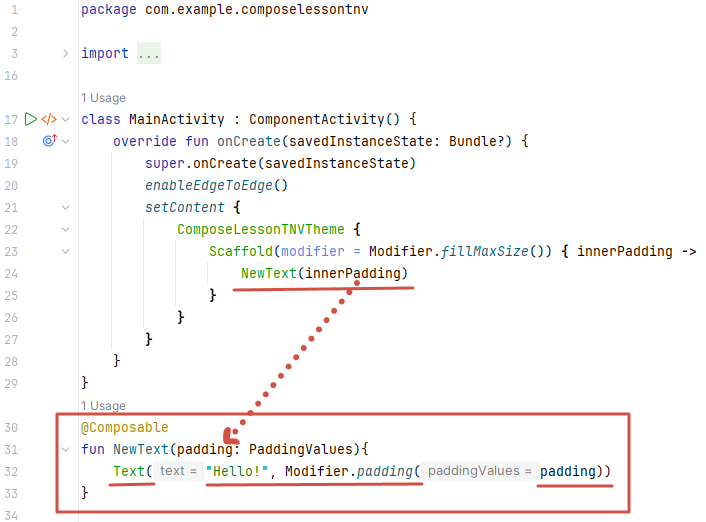 1 package com.example.composelessontnv
2
3 import ...
16
1 Usage
17 class MainActivity : ComponentActivity() {
18 override fun onCreate(savedInstanceState: Bundle?) {
19 super.onCreate(savedInstanceState)
20 enableEdgeToEdge()
21 setContent {
22 ComposeLessonTNVTheme {
23 Scaffold(modifier = Modifier.fillMaxSize()) { innerPadding ->
24 NewText(innerPadding)
25 }
26 }
27 }
28 }
29 }
1 Usage
30 @Composable
31 fun NewText(padding: PaddingValues){
32 Text( text = "Hello!", Modifier.padding( paddingValues = padding))
33 }
34